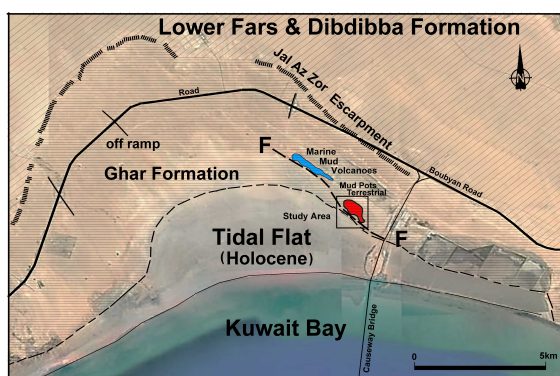 Lower Fars & Dibdibba Formation
N
Jal Az Zor Escarpment
Road
off ramp
F
Marine
Mud
Volcanoes
Boubyan Road
Ghar Formation
Mud Pots
Terrestrial
Study Area
Tidal Flat
(Holocene)
F
Kuwait Bay
Causeway Bridge
0 5km